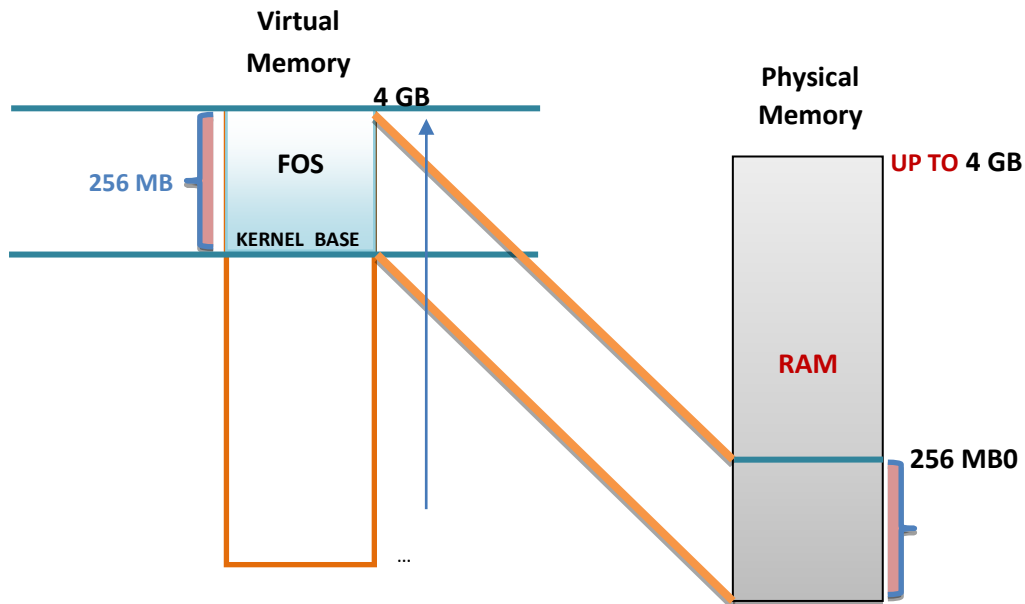 Virtual
Memory
4 GB
FOS
256 MB
KERNEL BASE
...
Physical
Memory
UP TO 4 GB
RAM
256 MB0